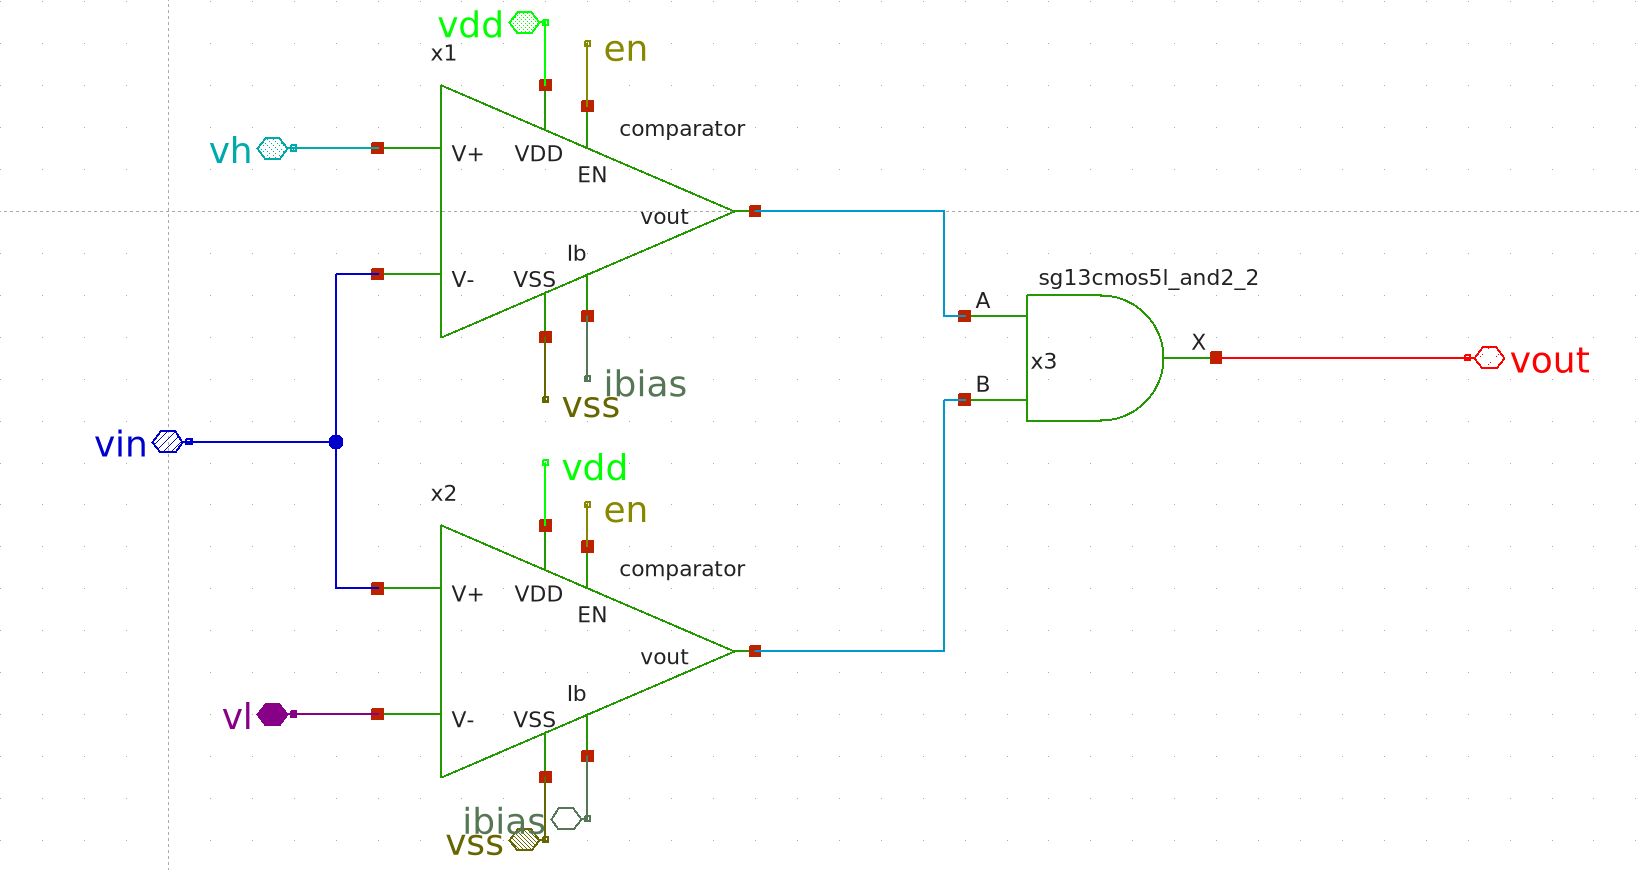 vdd
x1
en
comparator
vh
V+
VDD
EN
vout
Ib
V-
VSS
ibias
vss
sg13cmos5l_and2_2
A
x3
X
vout
B
vin
vdd
x2
en
comparator
V+
VDD
EN
vout
Ib
vl
V-
VSS
ibias
vss